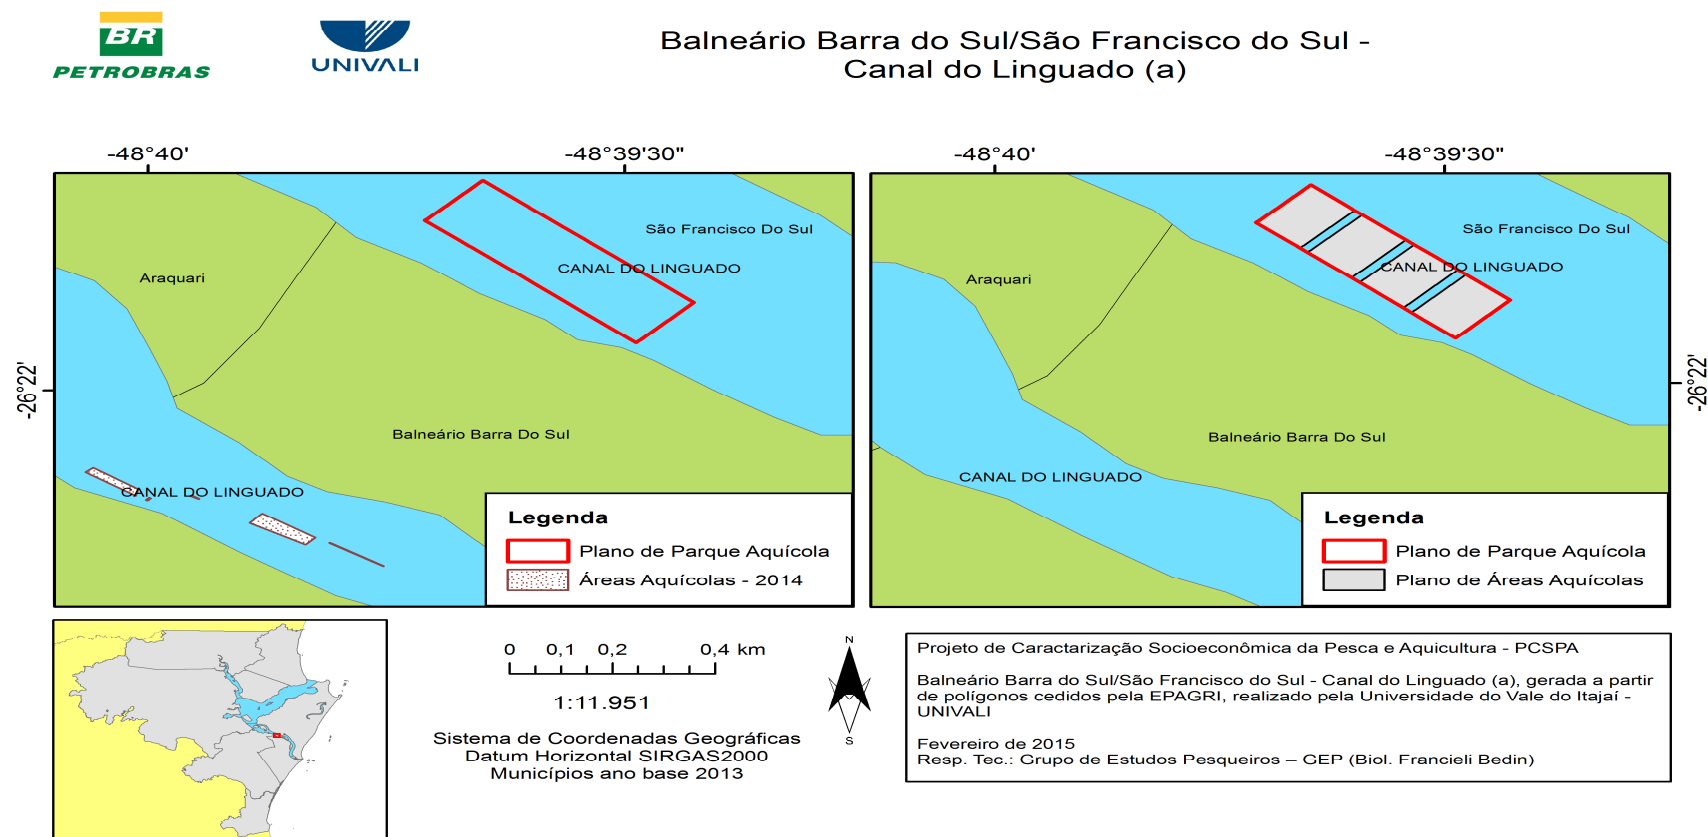 BR
PETROBRAS
UNIVALI
Balneário Barra do Sul/São Francisco do Sul -
Canal do Linguado (a)
-48°40'
-48°39'30"
-26°22'
São Francisco Do Sul
CANAL DO LINGUADO
Araquari
Balneário Barra Do Sul
CANAL DO LINGUADO
Legenda
Plano de Parque Aquícola
Áreas Aquícolas - 2014
-48°40'
-48°39'30"
-26°22'
São Francisco Do Sul
CANAL DO LINGUADO
Araquari
Balneário Barra Do Sul
CANAL DO LINGUADO
Legenda
Plano de Parque Aquícola
Plano de Áreas Aquícolas
0 0,1 0,2 0,4 km
1:11.951
Sistema de Coordenadas Geográficas
Datum Horizontal SIRGAS2000
Municípios ano base 2013
N
S
Projeto de Caractarização Socioeconômica da Pesca e Aquicultura - PCSPA
Balneário Barra do Sul/São Francisco do Sul - Canal do Linguado (a), gerada a partir
de polígonos cedidos pela EPAGRI, realizado pela Universidade do Vale do Itajaí -
UNIVALI
Fevereiro de 2015
Resp. Tec.: Grupo de Estudos Pesqueiros – CEP (Biol. Francieli Bedin)